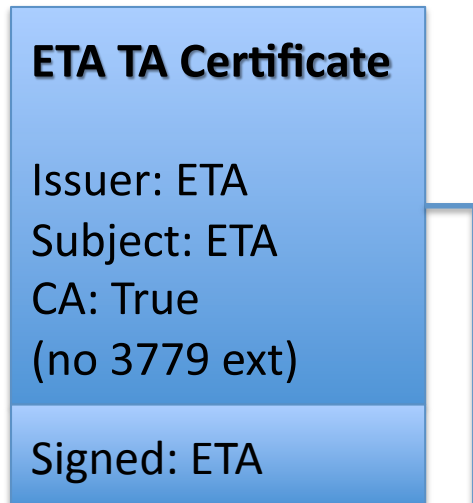 ETA TA Certificate
Issuer: ETA
Subject: ETA
CA: True
(no 3779 ext)
Signed: ETA